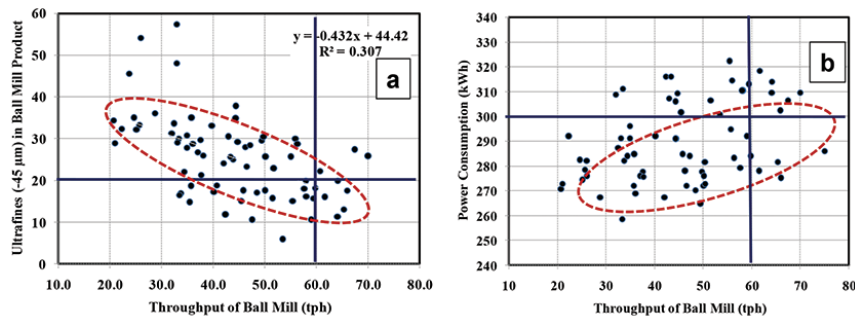 60
50
40
30
20
10
0
Ultrafines (-45 µm) in Ball Mill Product
y = -0.432x + 44.42
R² = 0.307
a
10.0 20.0 30.0 40.0 50.0 60.0 70.0 80.0
Throughput of Ball Mill (tph)
340
330
320
310
300
290
280
270
260
250
240
Power Consumption (kWh)
b
10 20 30 40 50 60 70 80
Throughput of Ball Mill (tph)